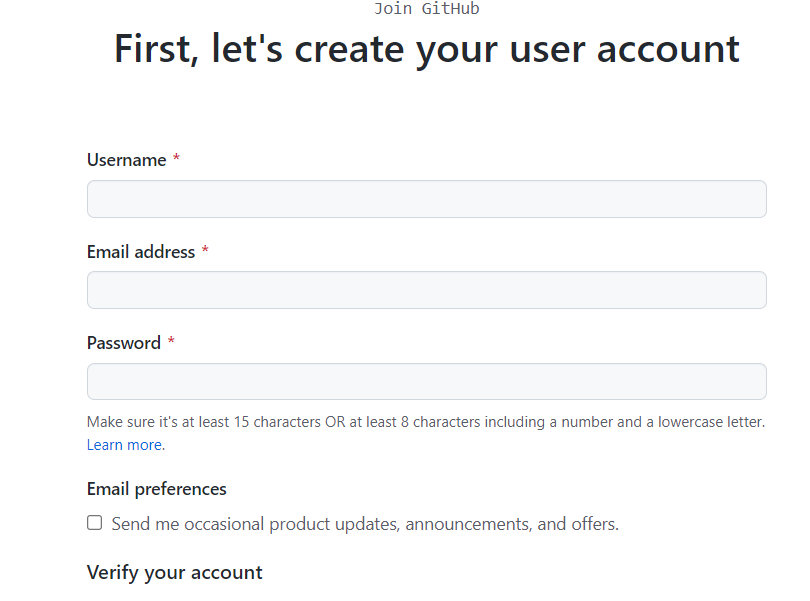 Join GitHub
First, let's create your user account
Username *
Email address *
Password *
Make sure it's at least 15 characters OR at least 8 characters including a number and a lowercase letter.
Learn more.
Email preferences
Send me occasional product updates, announcements, and offers.
Verify your account